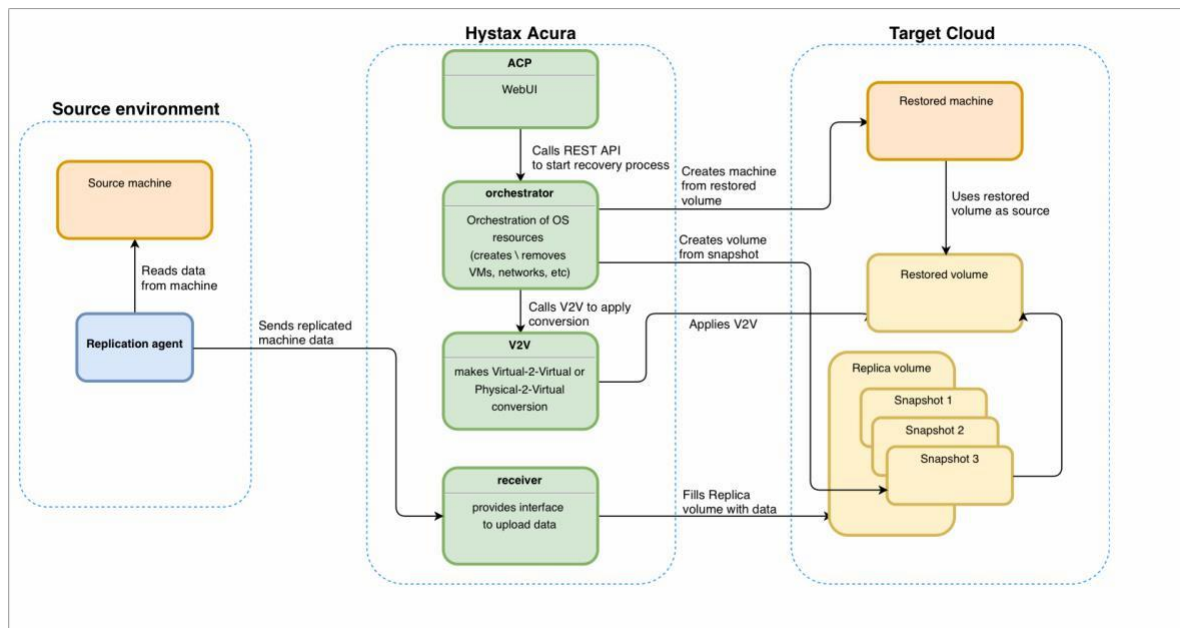 Hystax Acura
Target Cloud
Source environment
ACP
WebUI
Restored machine
Calls REST API
to start recovery process
Source machine
orchestrator
Orchestration of OS
resources
(creates \ removes
VMs, networks, etc)
Creates machine
from restored
volume
Uses restored
volume as source
Creates volume
from snapshot
Reads data
from machine
Restored volume
Calls V2V to apply
conversion
Replication agent
Sends replicated
machine data
Applies V2V
V2V
makes Virtual-2-Virtual or
Physical-2-Virtual
conversion
Replica volume
Snapshot 1
Snapshot 2
Snapshot 3
receiver
provides interface
to upload data
Fills Replica
volume with data